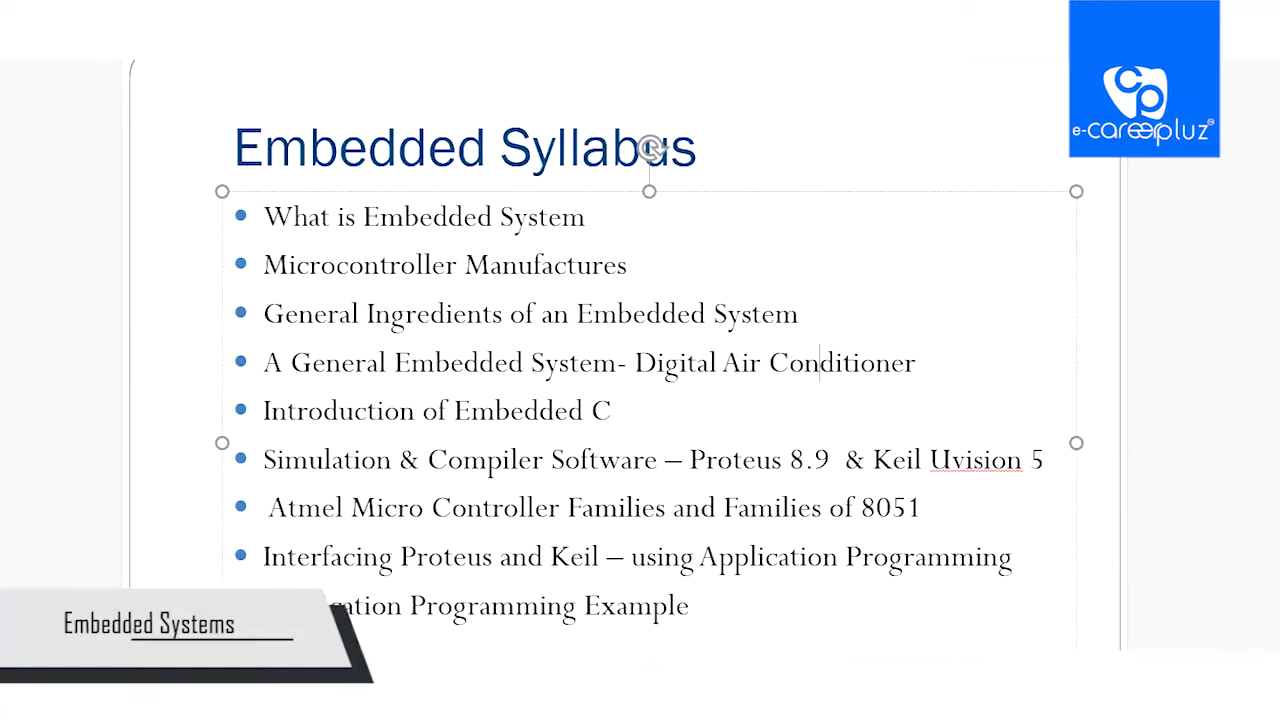 e-careerpluz
Embedded Syllabus
What is Embedded System
Microcontroller Manufactures
General Ingredients of an Embedded System
A General Embedded System- Digital Air Conditioner
Introduction of Embedded C
Simulation & Compiler Software – Proteus 8.9 & Keil Uvision 5
Atmel Micro Controller Families and Families of 8051
Interfacing Proteus and Keil – using Application Programming
Programming Example
Embedded Systems